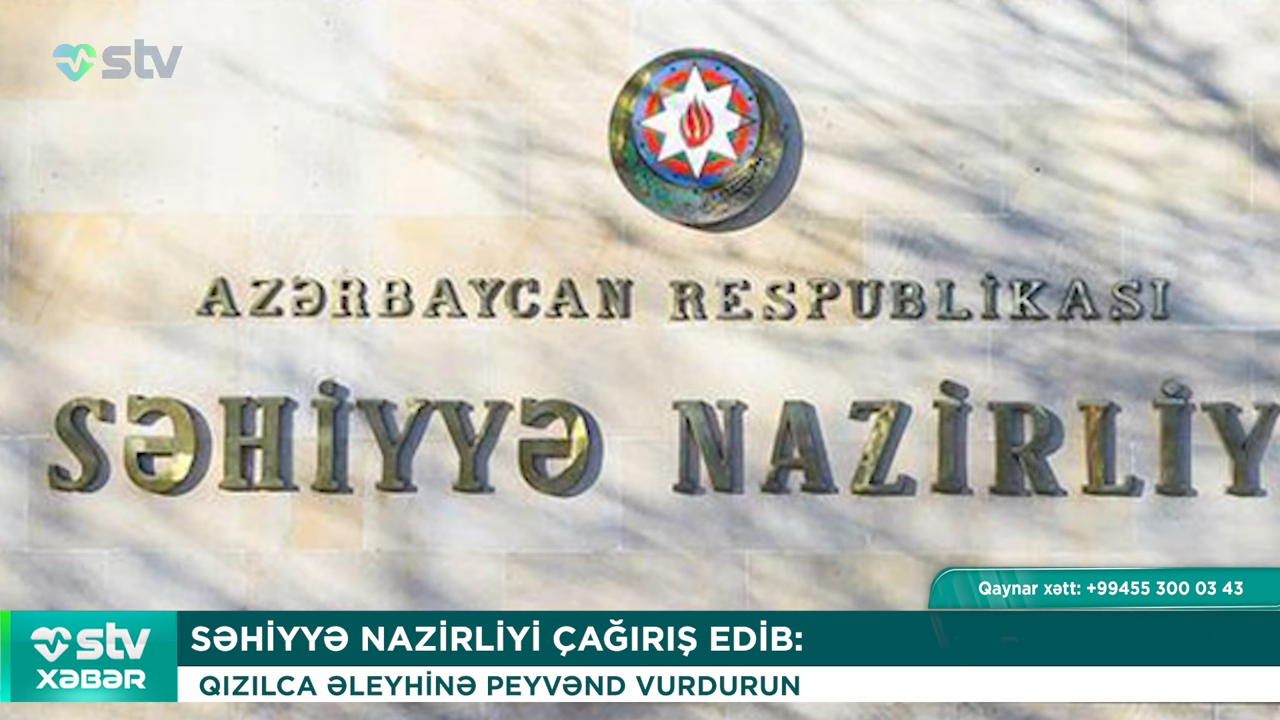 stv
AZƏRBAYCAN RESPUBLİKASI
SƏHİYYƏ NAZİRLİY
Qaynar xətt: +99455 300 03 43
stv
XƏBƏR
SƏHİYYƏ NAZİRLİYİ ÇAĞIRIŞ EDİB:
QIZILCA ƏLEYHİNƏ PEYVƏND VURDURUN